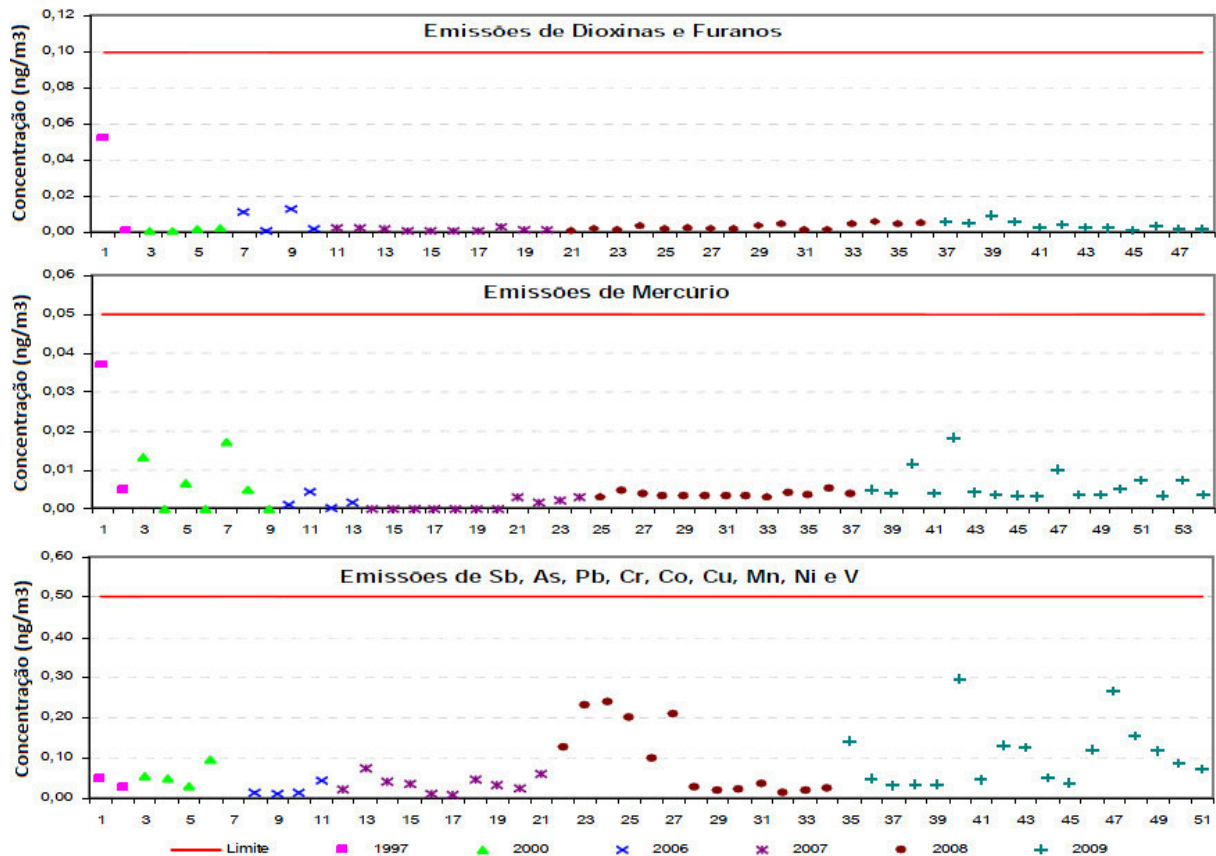 Emissões de Dioxinas e Furanos
Concentração (ng/m3)
0,12
0,10
0,08
0,06
0,04
0,02
0,00
1 3 5 7 9 11 13 15 17 19 21 23 25 27 29 31 33 35 37 39 41 43 45 47
Emissões de Mercúrio
Concentração (ng/m3)
0,06
0,05
0,04
0,03
0,02
0,01
0,00
1 3 5 7 9 11 13 15 17 19 21 23 25 27 29 31 33 35 37 39 41 43 45 47 49 51 53
Emissões de Sb, As, Pb, Cr, Co, Cu, Mn, Ni e V
Concentração (ng/m3)
0,60
0,50
0,40
0,30
0,20
0,10
0,00
1 3 5 7 9 11 13 15 17 19 21 23 25 27 29 31 33 35 37 39 41 43 45 47 49 51
Limite 1997 2000 2006 2007 2008 2009